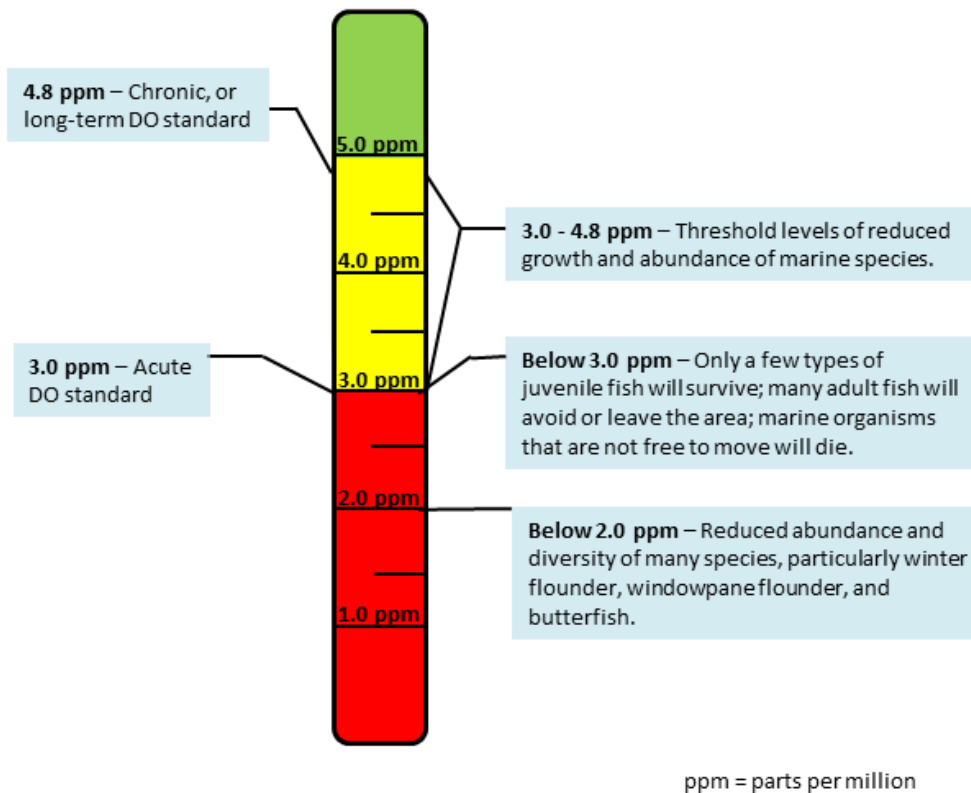 4.8 ppm – Chronic, or
long-term DO standard
5.0 ppm
3.0 - 4.8 ppm – Threshold levels of reduced
growth and abundance of marine species.
4.0 ppm
3.0 ppm – Acute
DO standard
3.0 ppm
Below 3.0 ppm – Only a few types of
juvenile fish will survive; many adult fish will
avoid or leave the area; marine organisms
that are not free to move will die.
2.0 ppm
Below 2.0 ppm – Reduced abundance and
diversity of many species, particularly winter
flounder, windowpane flounder, and
butterfish.
1.0 ppm
ppm = parts per million